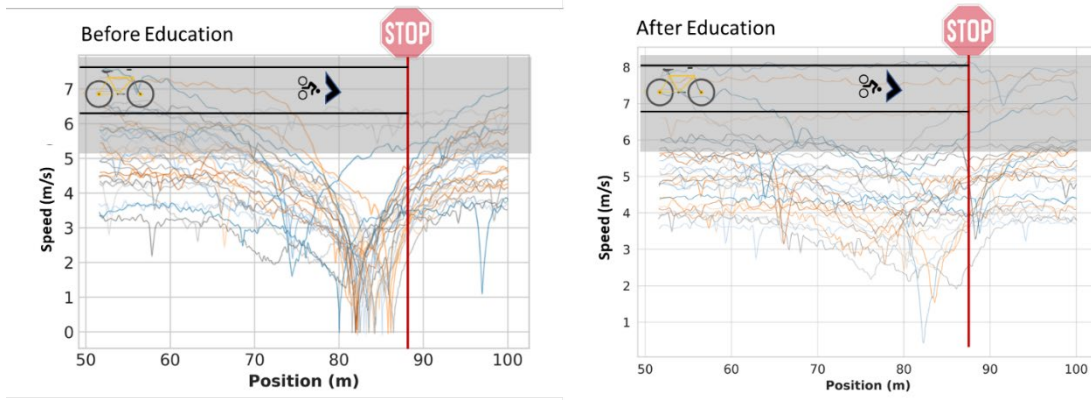 Before Education
STOP
7
6
5
4
3
2
1
0
Speed (m/s)
50 60 70 80 90 100
Position (m)
After Education
STOP
8
7
6
5
4
3
2
1
Speed (m/s)
50 60 70 80 90 100
Position (m)